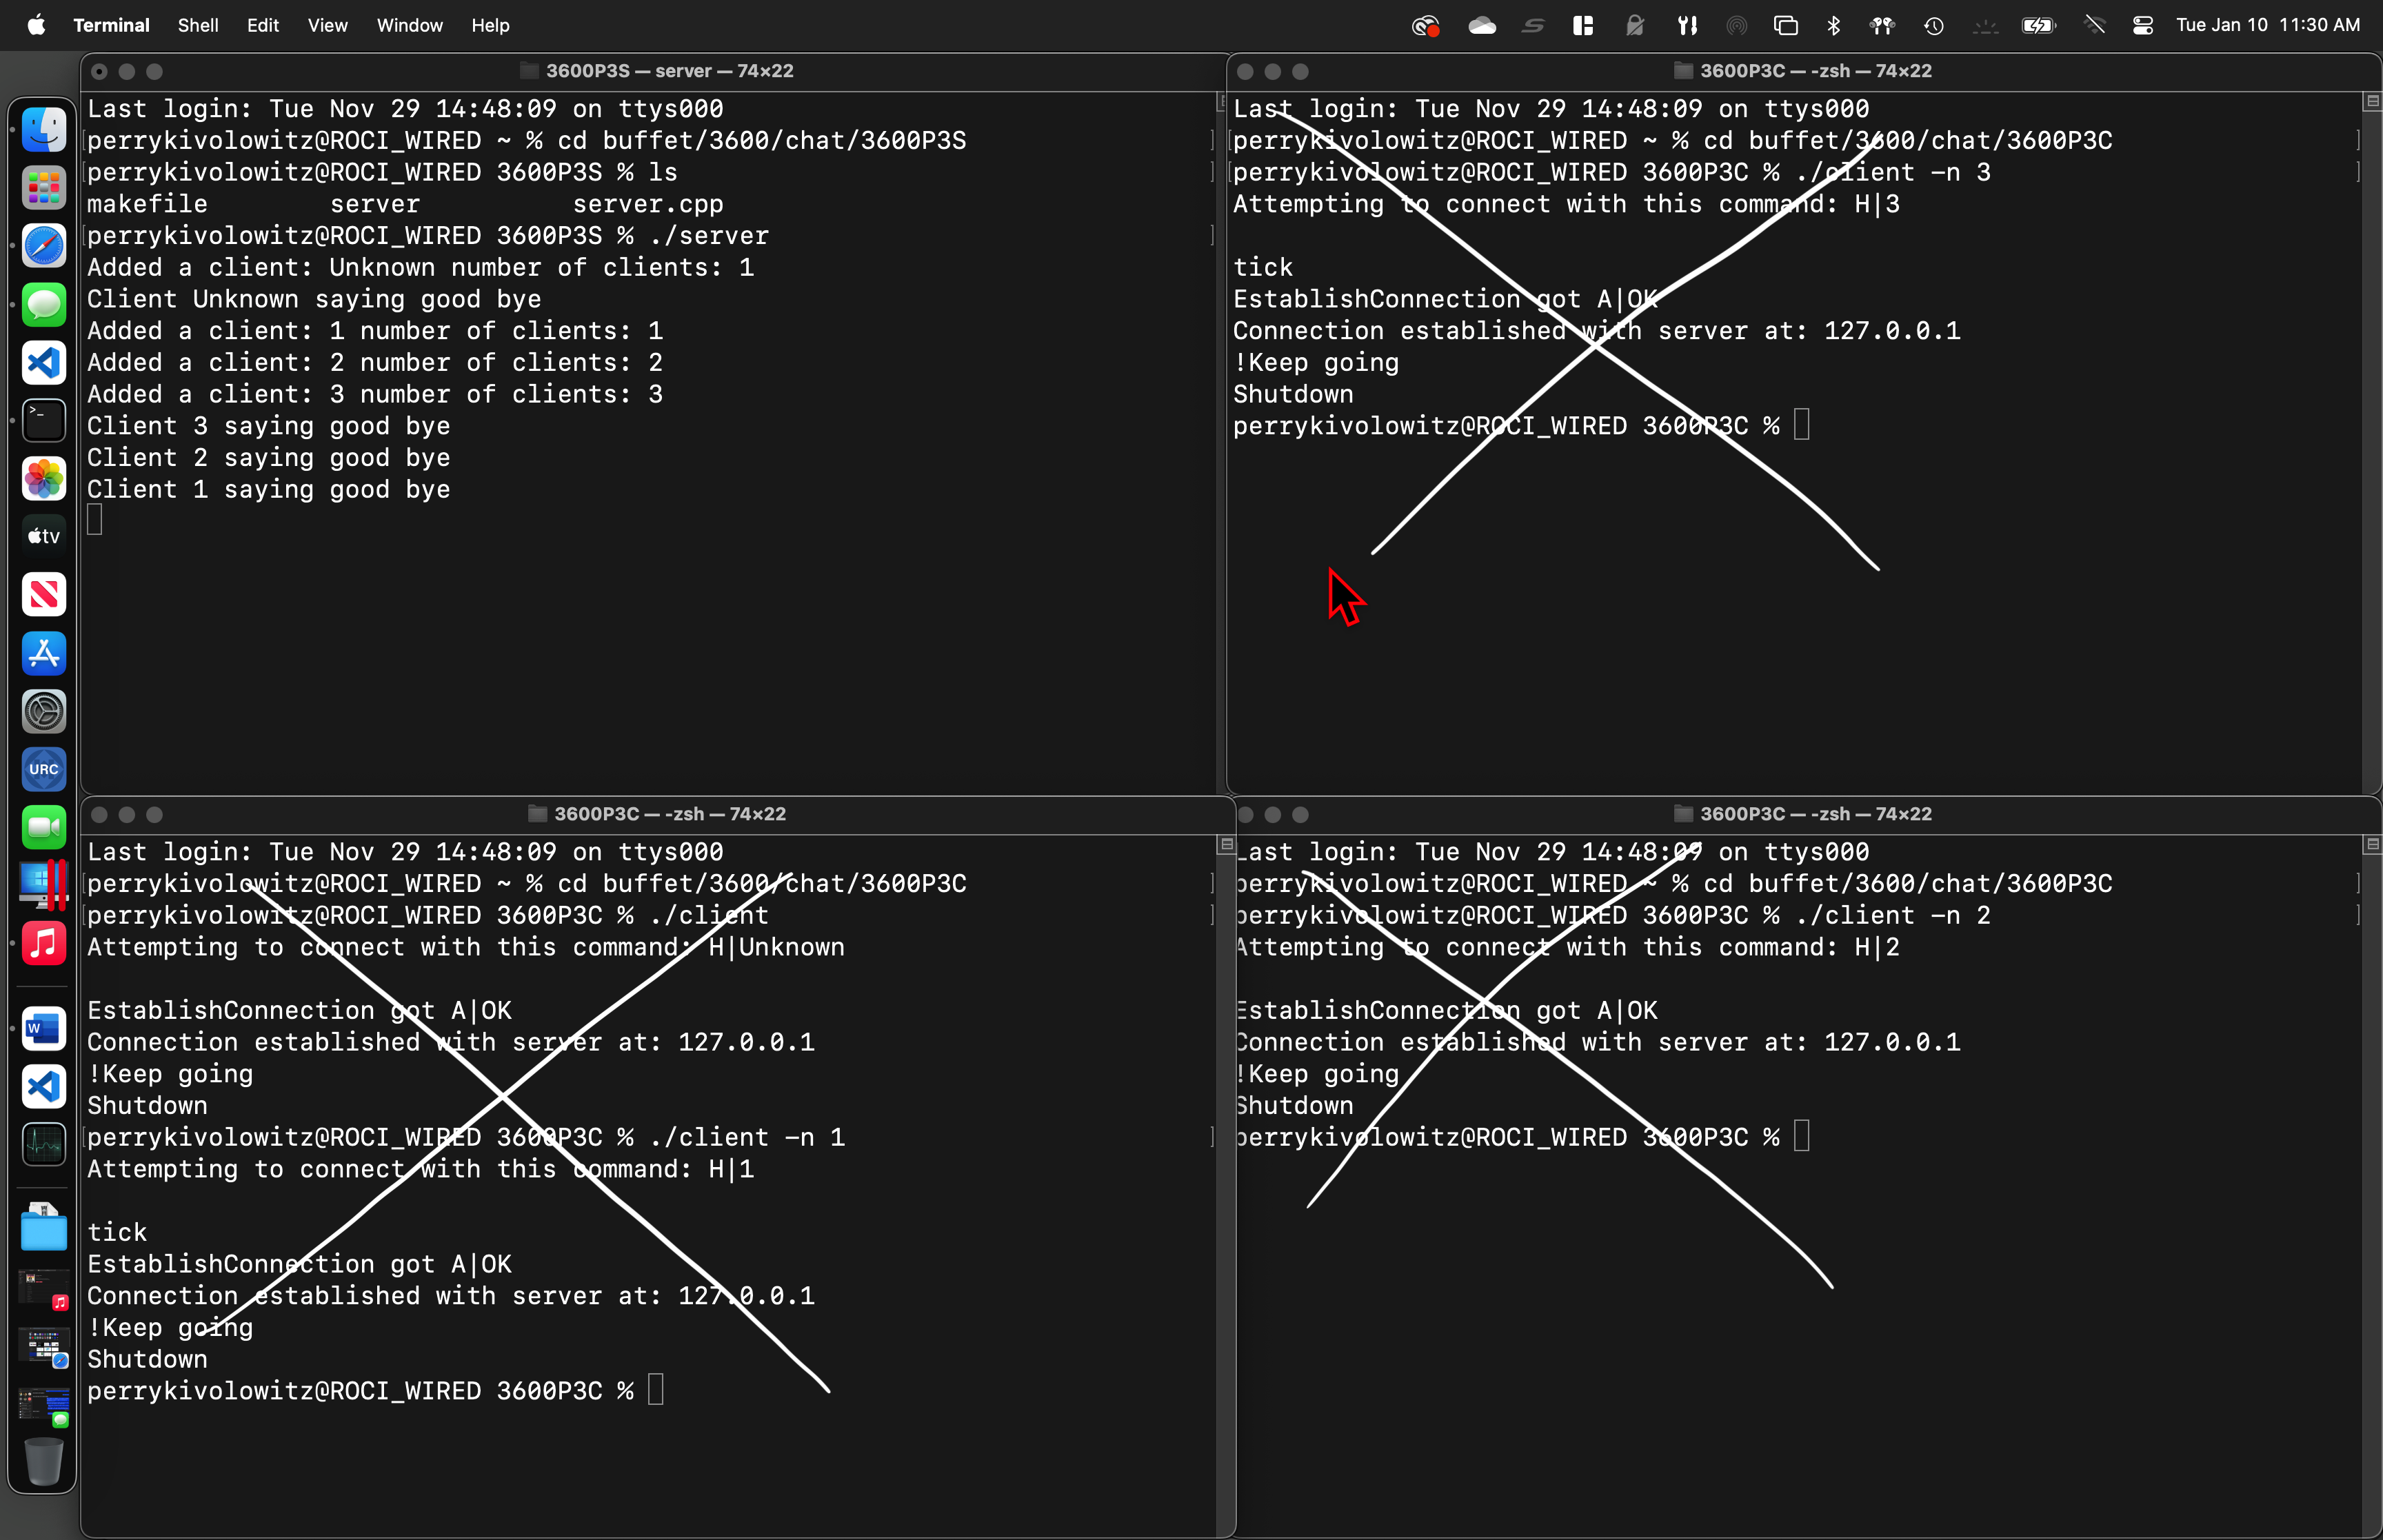 Terminal Shell Edit View Window Help Tue Jan 10 11:30 AM
3600P3S — server — 74×22
Last login: Tue Nov 29 14:48:09 on ttys000
perrykivolowitz@ROCI_WIRED ~ % cd buffet/3600/chat/3600P3S
perrykivolowitz@ROCI_WIRED 3600P3S % ls
makefile server server.cpp
perrykivolowitz@ROCI_WIRED 3600P3S % ./server
Added a client: Unknown number of clients: 1
Client Unknown saying good bye
Added a client: 1 number of clients: 1
Added a client: 2 number of clients: 2
Added a client: 3 number of clients: 3
Client 3 saying good bye
Client 2 saying good bye
Client 1 saying good bye
3600P3C — -zsh — 74×22
Last login: Tue Nov 29 14:48:09 on ttys000
perrykivolowitz@ROCI_WIRED ~ % cd buffet/3600/chat/3600P3C
perrykivolowitz@ROCI_WIRED 3600P3C % ./client -n 3
Attempting to connect with this command: H|3
tick
EstablishConnection got A|OK
Connection established with server at: 127.0.0.1
!Keep going
Shutdown
perrykivolowitz@ROCI_WIRED 3600P3C %
3600P3C — -zsh — 74×22
Last login: Tue Nov 29 14:48:09 on ttys000
perrykivolowitz@ROCI_WIRED ~ % cd buffet/3600/chat/3600P3C
perrykivolowitz@ROCI_WIRED 3600P3C % ./client
Attempting to connect with this command: H|Unknown
EstablishConnection got A|OK
Connection established with server at: 127.0.0.1
!Keep going
Shutdown
perrykivolowitz@ROCI_WIRED 3600P3C % ./client -n 1
Attempting to connect with this command: H|1
tick
EstablishConnection got A|OK
Connection established with server at: 127.0.0.1
!Keep going
Shutdown
perrykivolowitz@ROCI_WIRED 3600P3C %
3600P3C — -zsh — 74×22
Last login: Tue Nov 29 14:48:09 on ttys000
perrykivolowitz@ROCI_WIRED ~ % cd buffet/3600/chat/3600P3C
perrykivolowitz@ROCI_WIRED 3600P3C % ./client -n 2
Attempting to connect with this command: H|2
EstablishConnection got A|OK
Connection established with server at: 127.0.0.1
!Keep going
Shutdown
perrykivolowitz@ROCI_WIRED 3600P3C %
tv
URC
W